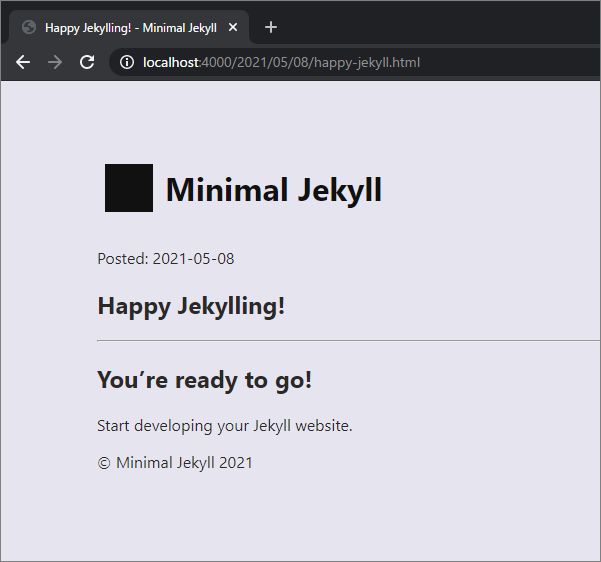 Happy Jekylling! - Minimal Jekyll
localhost:4000/2021/05/08/happy-jekyll.html
Minimal Jekyll
Posted: 2021-05-08
Happy Jekylling!
You’re ready to go!
Start developing your Jekyll website.
© Minimal Jekyll 2021